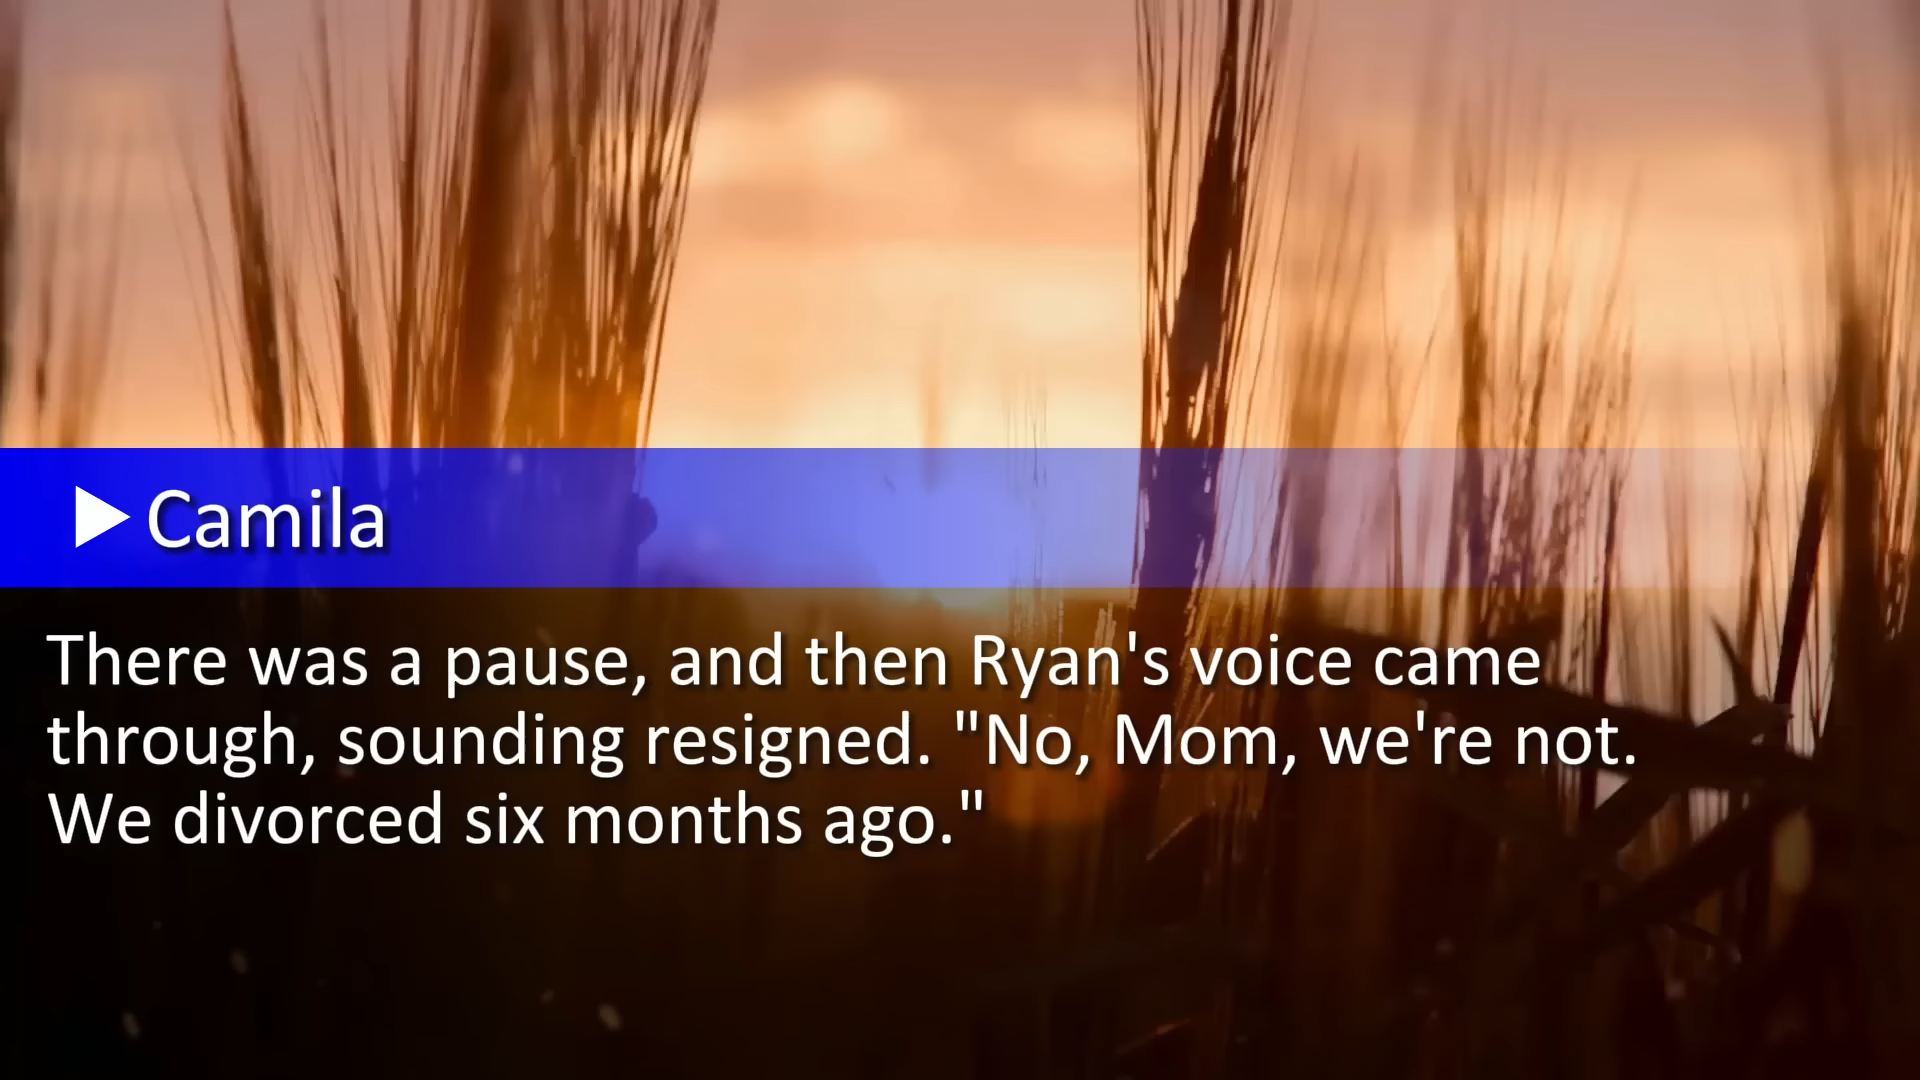 Camila
There was a pause, and then Ryan's voice came
through, sounding resigned. "No, Mom, we're not.
We divorced six months ago."